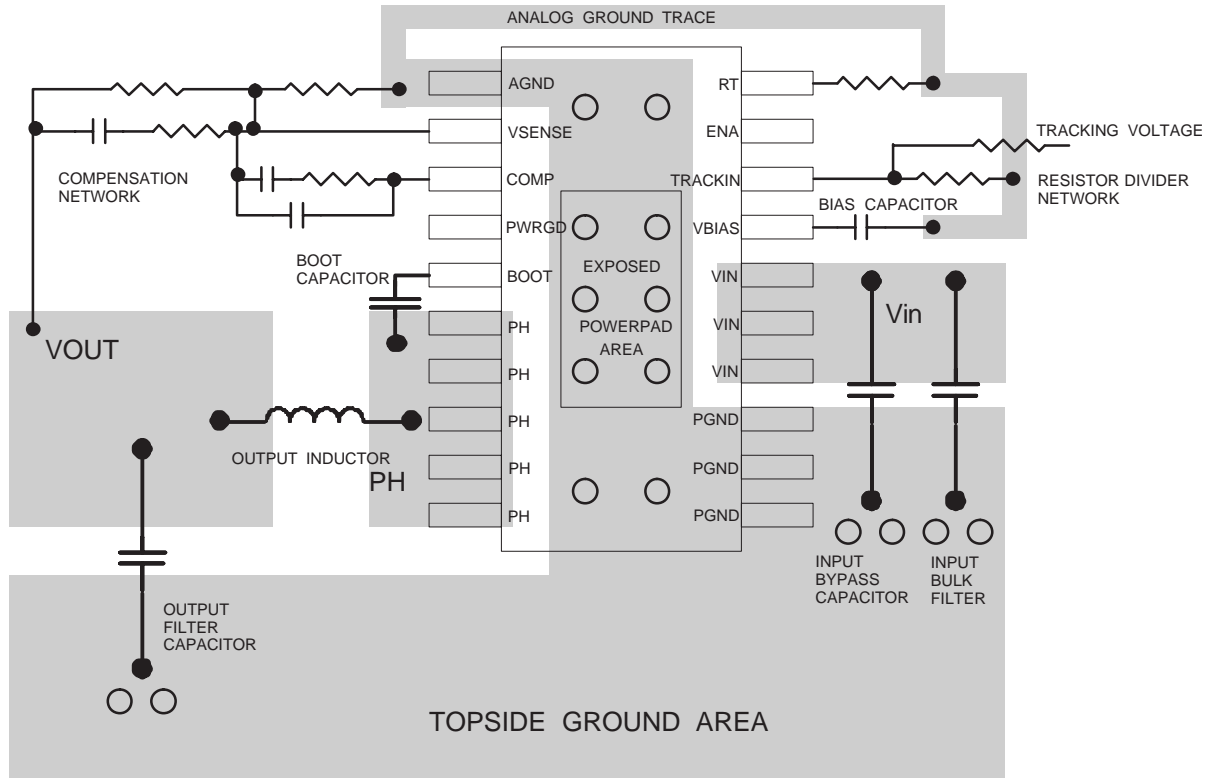 ANALOG GROUND TRACE
AGND
RT
VSENSE
ENA
TRACKING VOLTAGE
COMPENSATION
NETWORK
COMP
TRACKIN
RESISTOR DIVIDER
NETWORK
BIAS CAPACITOR
PWRGD
VBIAS
BOOT
CAPACITOR
BOOT
EXPOSED
VIN
Vin
PH
POWERPAD
AREA
VIN
VOUT
PH
VIN
PH
PGND
OUTPUT INDUCTOR
PH
PH
PGND
PH
PGND
INPUT
BYPASS
CAPACITOR
INPUT
BULK
FILTER
OUTPUT
FILTER
CAPACITOR
TOPSIDE GROUND AREA